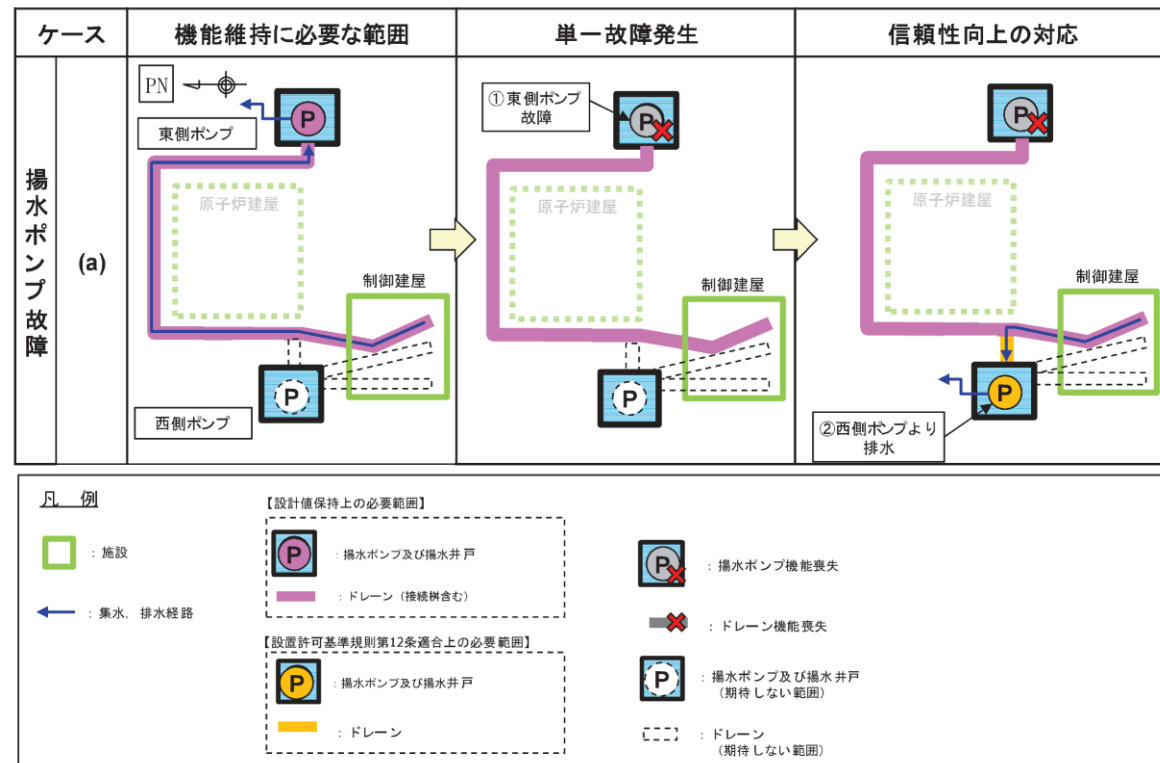 ケース
機能維持に必要な範囲
単一故障発生
信頼性向上の対応
揚水ポンプ故障
(a)
PN
P
東側ポンプ
原子炉建屋
制御建屋
P
西側ポンプ
①東側ポンプ
故障
P
原子炉建屋
制御建屋
P
P
原子炉建屋
制御建屋
P
②西側ポンプより
排水
凡 例
：施設
：集水，排水経路
【設計値保持上の必要範囲】
P
：揚水ポンプ及び揚水井戸
：ドレーン（接続桝含む）
【設置許可基準規則第12条適合上の必要範囲】
P
：揚水ポンプ及び揚水井戸
：ドレーン
P
：揚水ポンプ機能喪失
：ドレーン機能喪失
P
：揚水ポンプ及び揚水井戸
（期待しない範囲）
：ドレーン
（期待しない範囲）